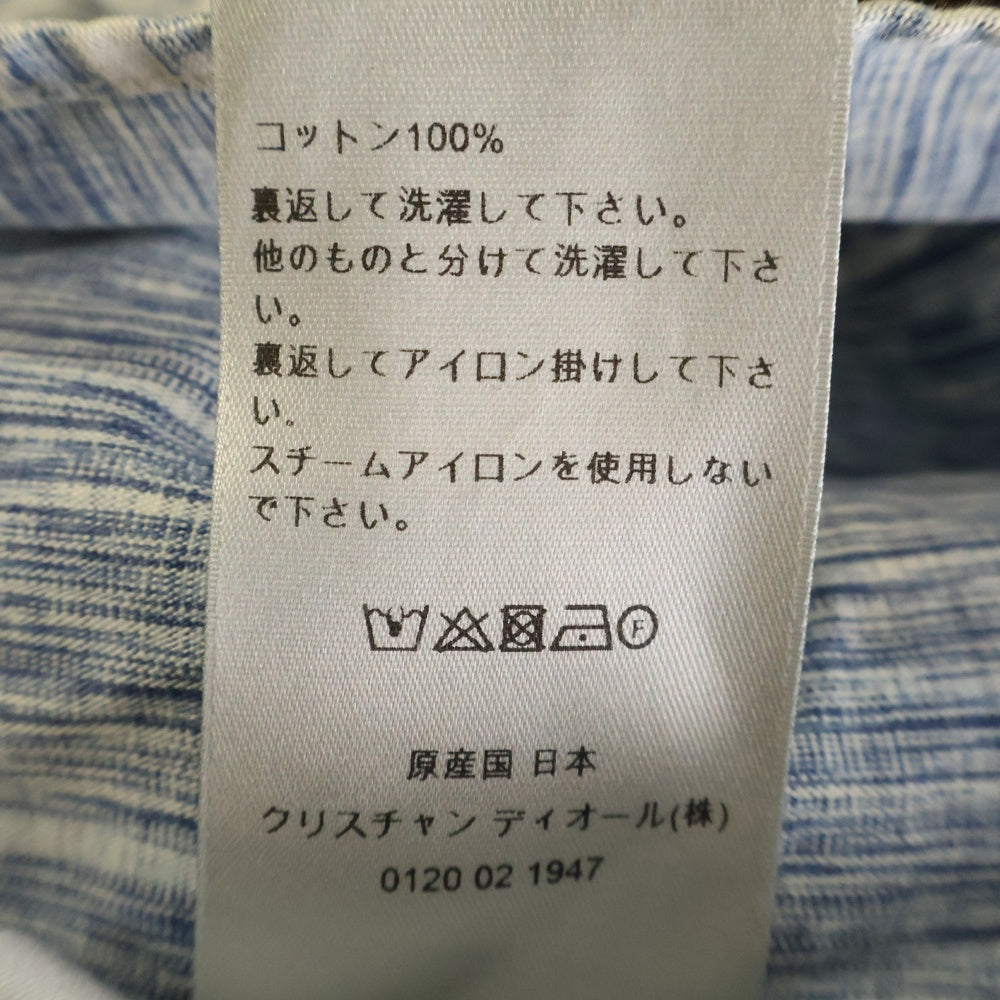 コットン100%
裏返して洗濯して下さい。
他のものと分けて洗濯して下さ
い。
裏返してアイロン掛けして下さ
い。
スチームアイロンを使用しない
で下さい。
F
原産国 日本
クリスチャン ディオール(株)
0120 02 1947